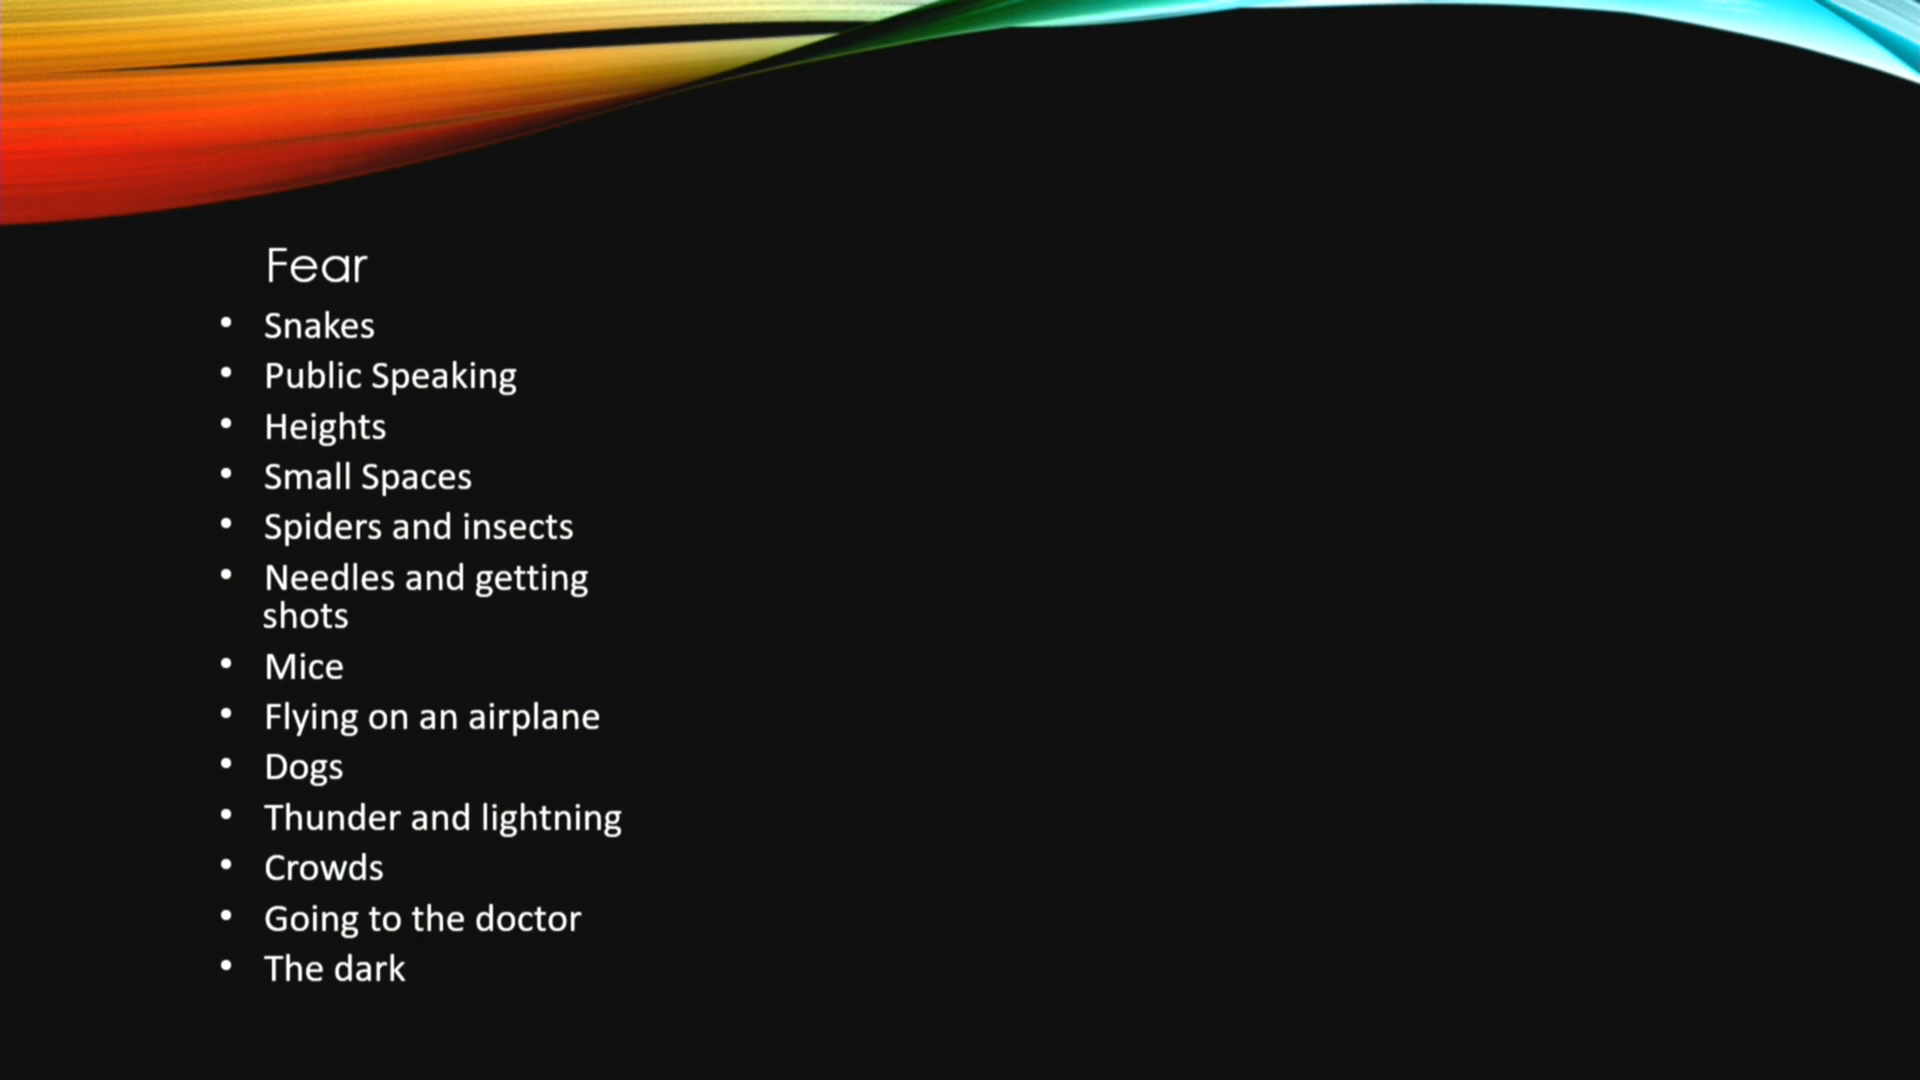 Fear
• Snakes
• Public Speaking
• Heights
• Small Spaces
• Spiders and insects
• Needles and getting
shots
• Mice
• Flying on an airplane
• Dogs
• Thunder and lightning
• Crowds
• Going to the doctor
• The dark